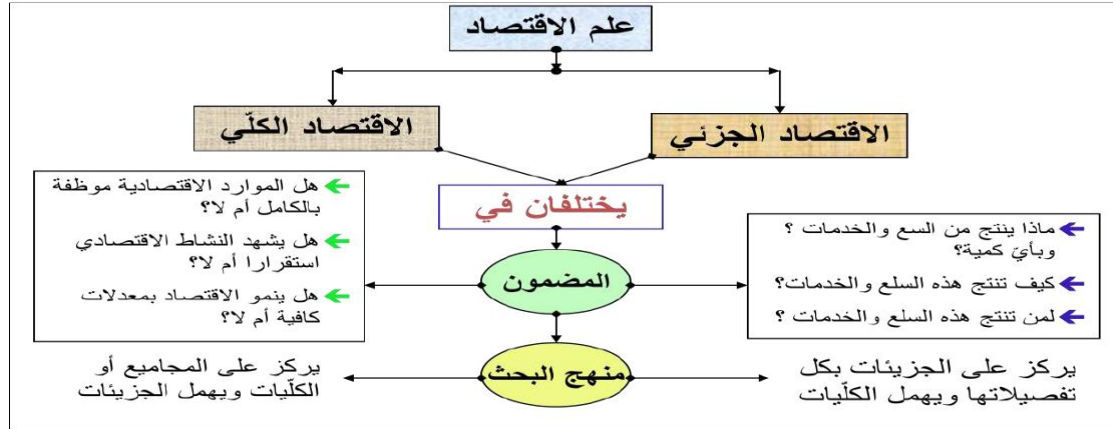 علم الاقتصاد
الاقتصاد الجزئي
الاقتصاد الكلّي
يختلفان في
المضمون
ماذا ينتج من السع والخدمات ؟
وبأيّ كمية؟
كيف تنتج هذه السلع والخدمات؟
لمن تنتج هذه السلع والخدمات ؟
هل الموارد الاقتصادية موظفة
بالكامل أم لا؟
هل يشهد النشاط الاقتصادي
استقرارا أم لا؟
هل ينمو الاقتصاد بمعدلات
كافية أم لا؟
منهج البحث
يركز على الجزيئات بكل
تفصيلاتها ويهمل الكلّيات
يركز على المجاميع أو
الكلّيات ويهمل الجزيئات